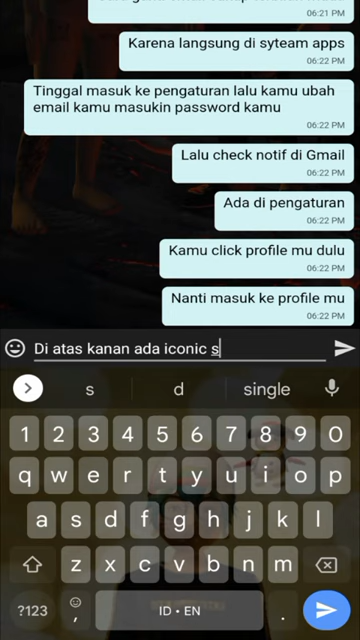 06:21 PM
Karena langsung di syteam apps
06:22 PM
Tinggal masuk ke pengaturan lalu kamu ubah
email kamu masukin password kamu
06:22 PM
Lalu check notif di Gmail
06:22 PM
Ada di pengaturan
06:22 PM
Kamu click profile mu dulu
06:22 PM
Nanti masuk ke profile mu
06:22 PM
Di atas kanan ada iconic s
s d single
1 2 3 4 5 6 7 8 9 0
q w e r t y u i o p
a s d f g h j k l
z x c v b n m
?123 , ID • EN .